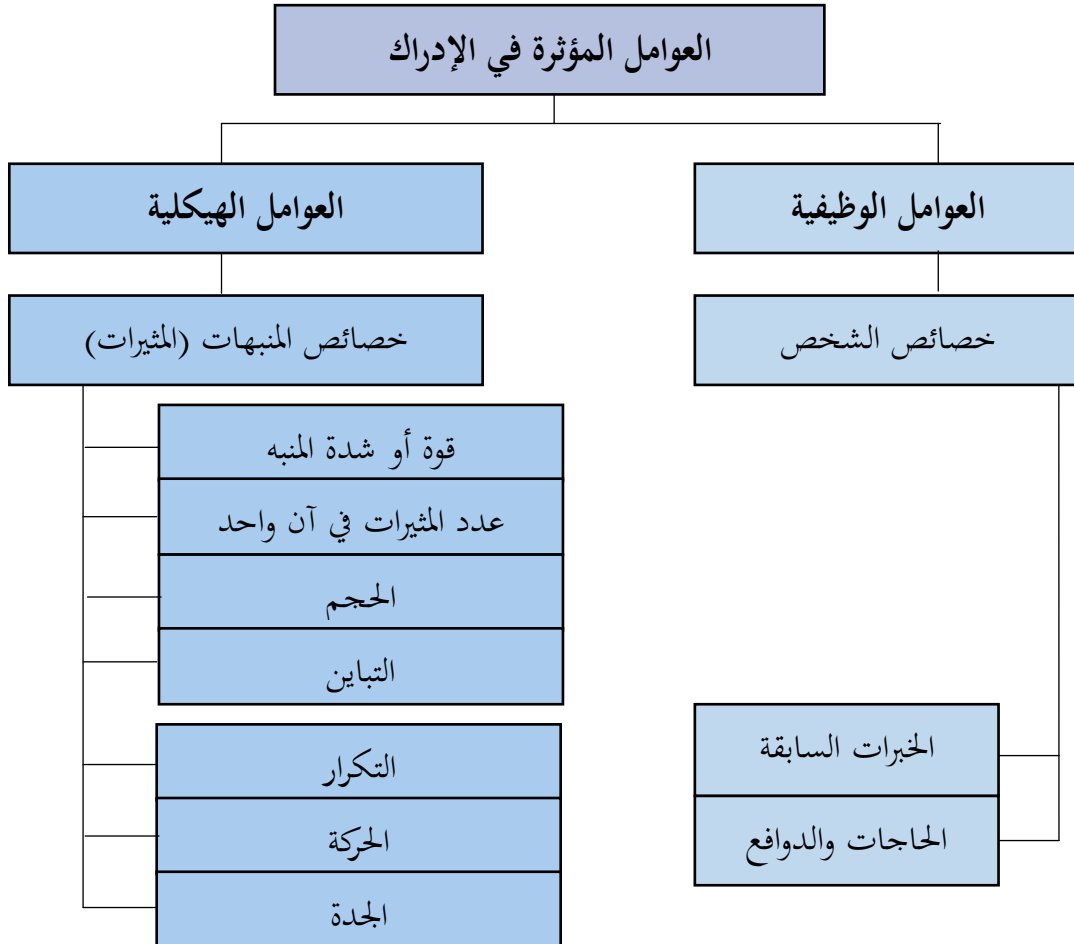 العوامل المؤثرة في الإدراك
العوامل الوظيفية
العوامل الهيكلية
خصائص الشخص
خصائص المنبهات (المثيرات)
قوة أو شدة المنبه
عدد المثيرات في آن واحد
الحجم
التباين
الخبرات السابقة
الحاجات والدوافع
التكرار
الحركة
الجدة